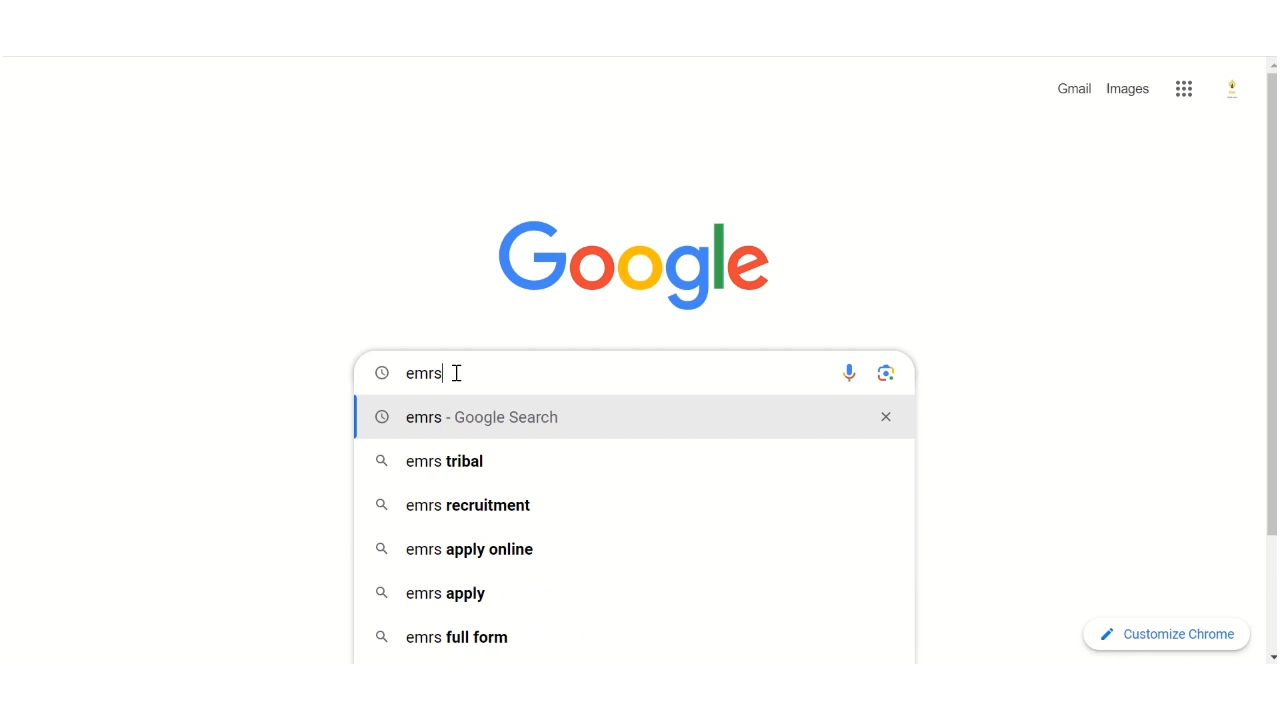 Gmail Images
Google
emrs
emrs - Google Search
emrs tribal
emrs recruitment
emrs apply online
emrs apply
emrs full form
Customize Chrome